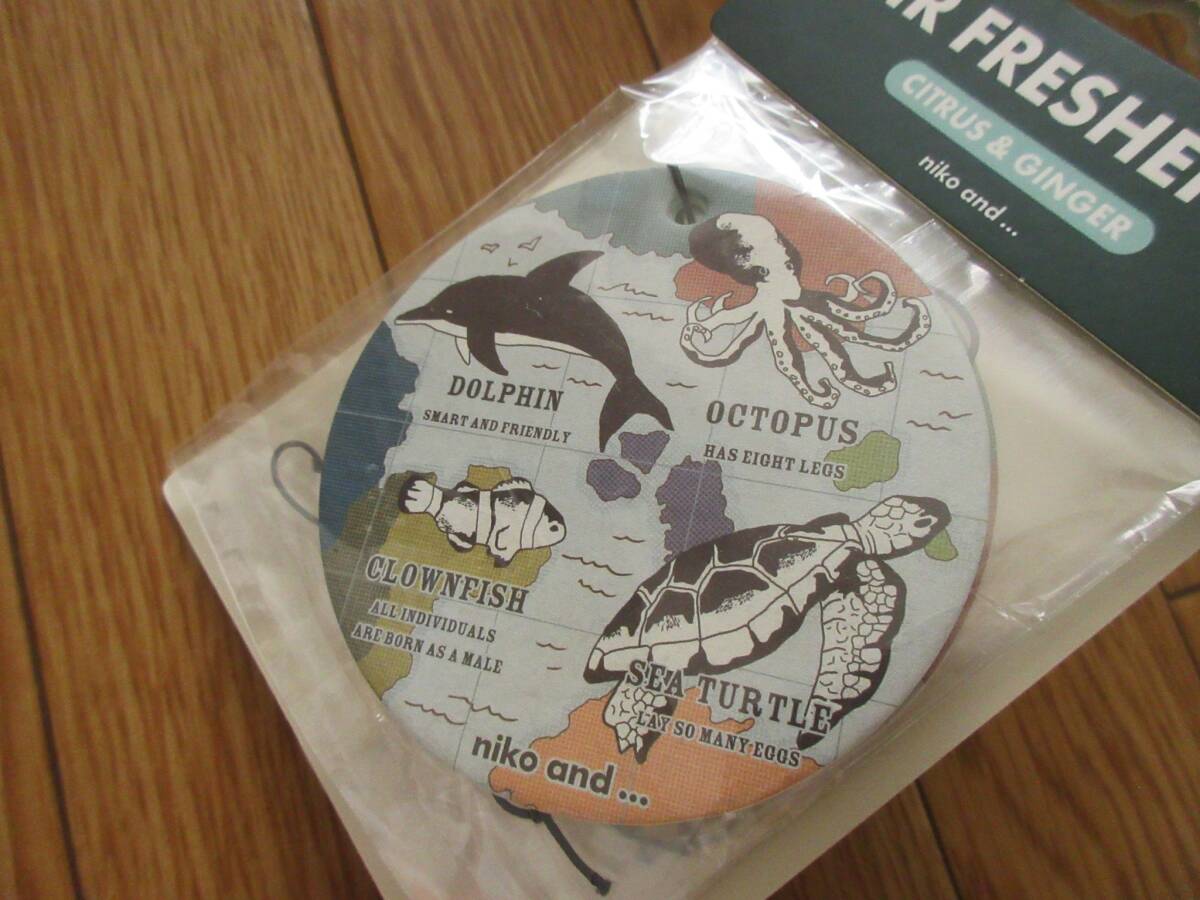 AIR FRESHE
CITRUS & GINGER
niko and ...
DOLPHIN
SMART AND FRIENDLY
OCTOPUS
HAS EIGHT LEGS
CLOWNFISH
ALL INDIVIDUALS
ARE BORN AS A MALE
SEA TURTLE
LAY SO MANY EGGS
niko and ...